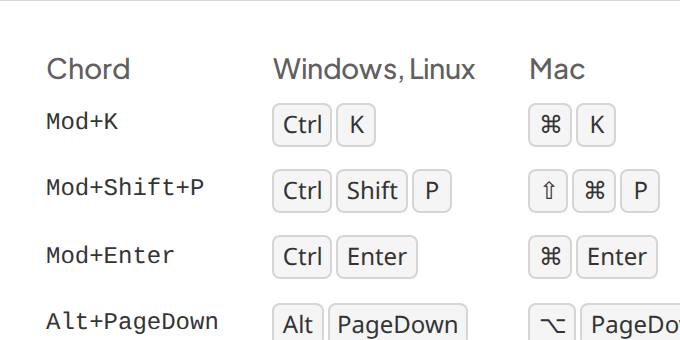 Chord Windows, Linux Mac
Mod+K Ctrl K ⌘ K
Mod+Shift+P Ctrl Shift P ⇧ ⌘ P
Mod+Enter Ctrl Enter ⌘ Enter
Alt+PageDown Alt PageDown ⌥